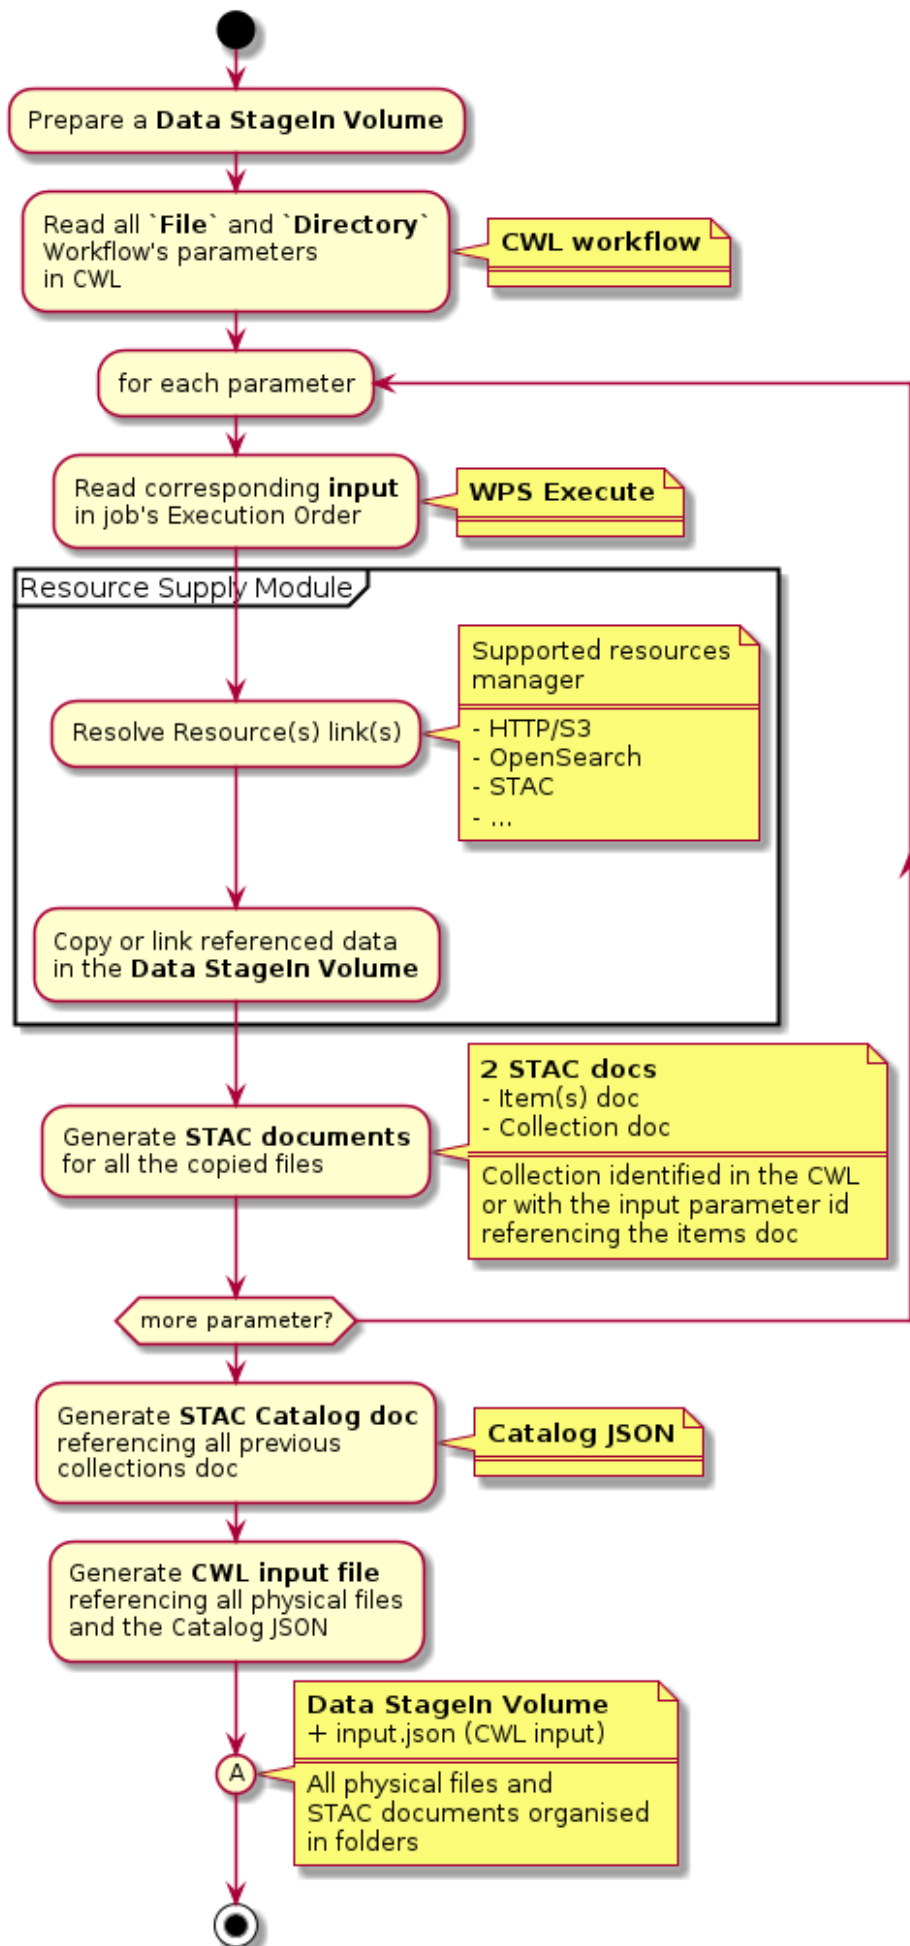 Prepare a Data StageIn Volume
Read all `File` and `Directory`
Workflow's parameters
in CWL
CWL workflow
for each parameter
Read corresponding input
in job's Execution Order
WPS Execute
Resource Supply Module
Supported resources
manager
- HTTP/S3
- OpenSearch
- STAC
- ...
Resolve Resource(s) link(s)
Copy or link referenced data
in the Data StageIn Volume
2 STAC docs
- Item(s) doc
- Collection doc
Collection identified in the CWL
or with the input parameter id
referencing the items doc
Generate STAC documents
for all the copied files
more parameter?
Generate STAC Catalog doc
referencing all previous
collections doc
Catalog JSON
Generate CWL input file
referencing all physical files
and the Catalog JSON
Data StageIn Volume
+ input.json (CWL input)
All physical files and
STAC documents organised
in folders
A